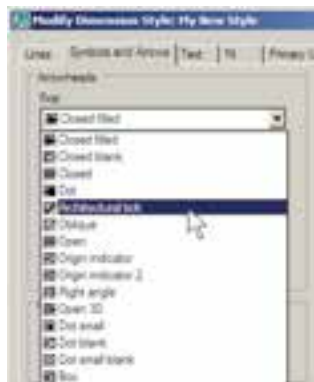 Modify Dimension Style: My New Style
Lines Symbols and Arrows Text Fit Primary
Arrowheads
Closed filled
Closed filled
Closed blank
Closed
Dot
Architectural tick
Oblique
Open
Origin indicator
Origin indicator 2
Right angle
Open 30
Dot small
Dot blank
Dot small blank
Box